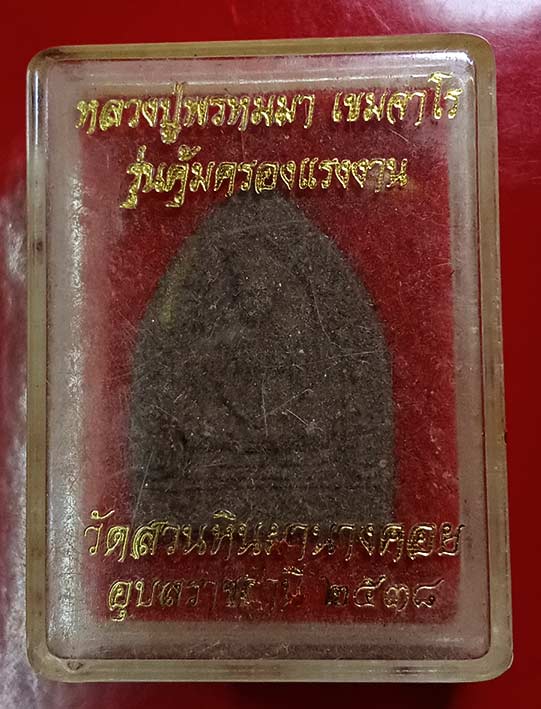 หลวงปู่พรหมมา เขมจาโร
รุ่นคุ้มครองแรงงาน
วัดสวนหินผานางคอย
อุบลราชธานี ๒๕๓๘